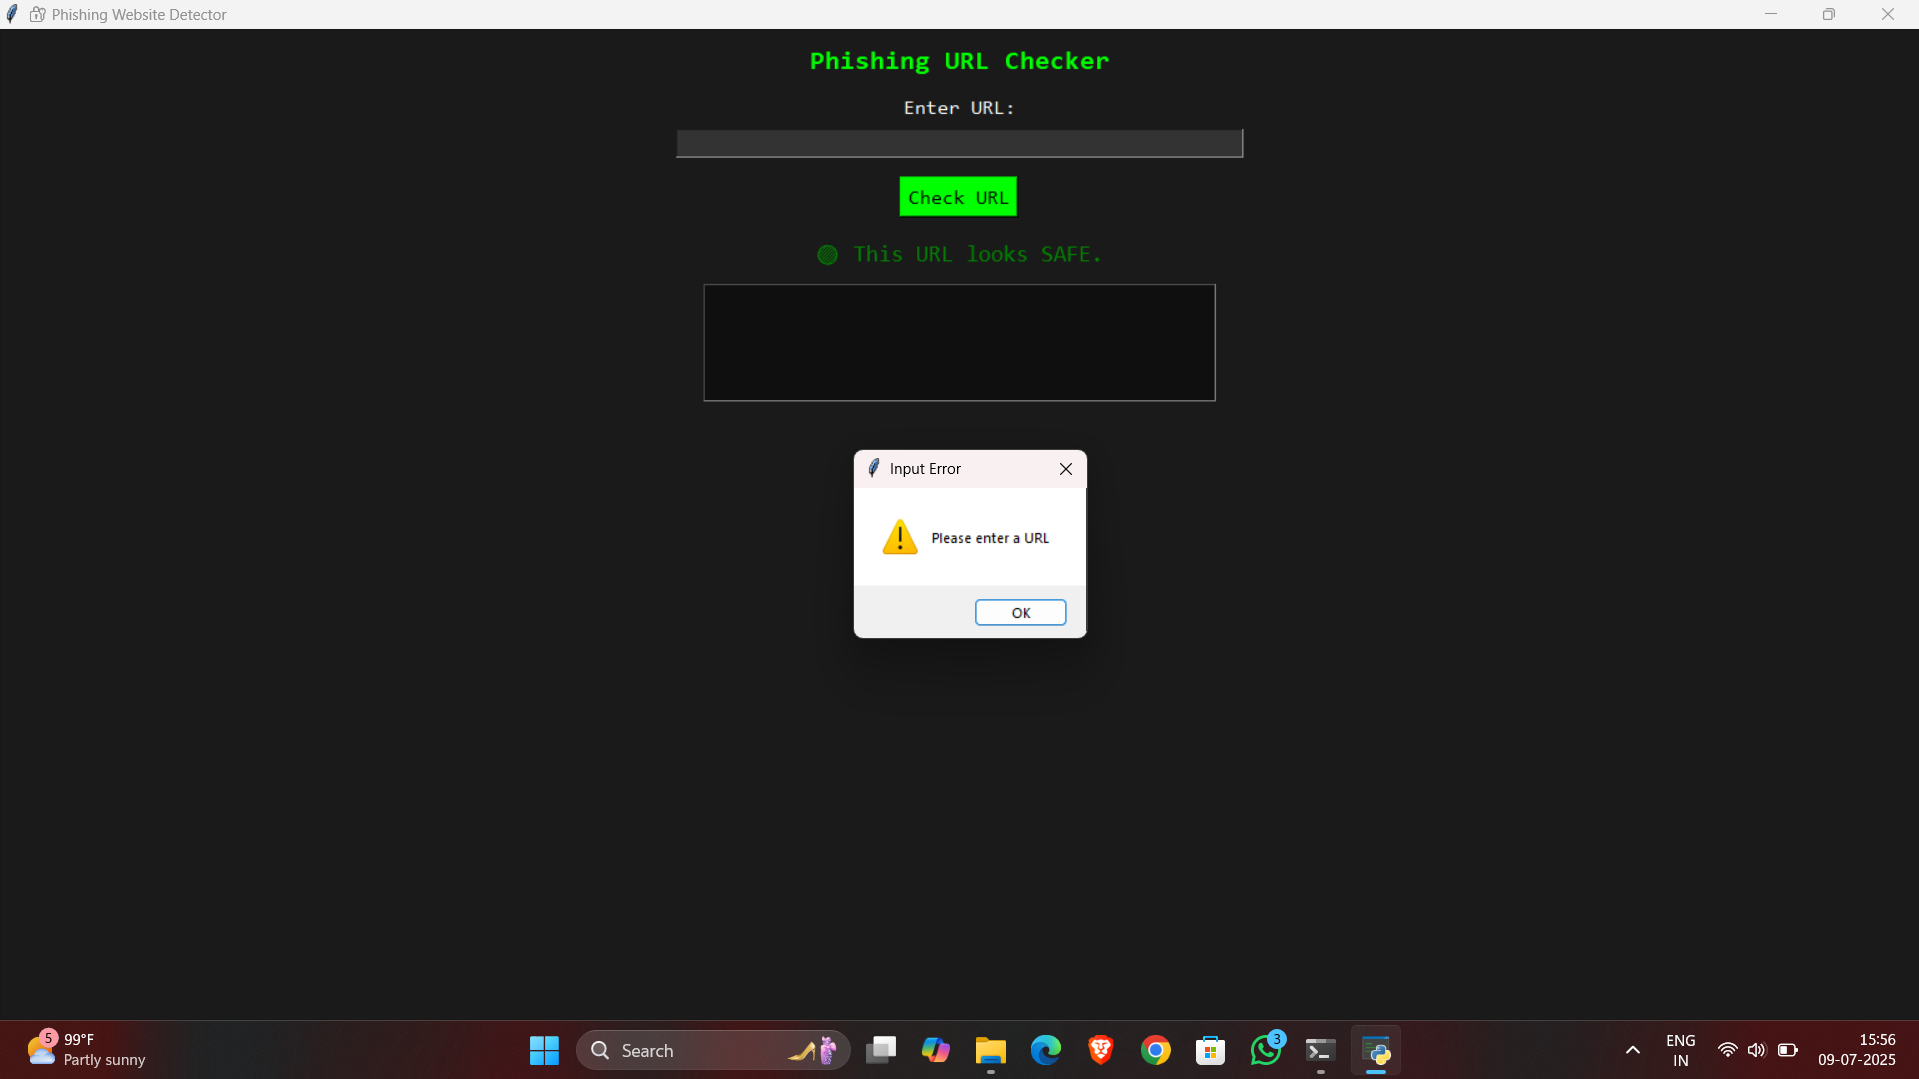 Phishing Website Detector
Phishing URL Checker
Enter URL:
Check URL
This URL looks SAFE.
Input Error
Please enter a URL
OK
5
99°F
Partly sunny
Search
3
ENG
IN
15:56
09-07-2025